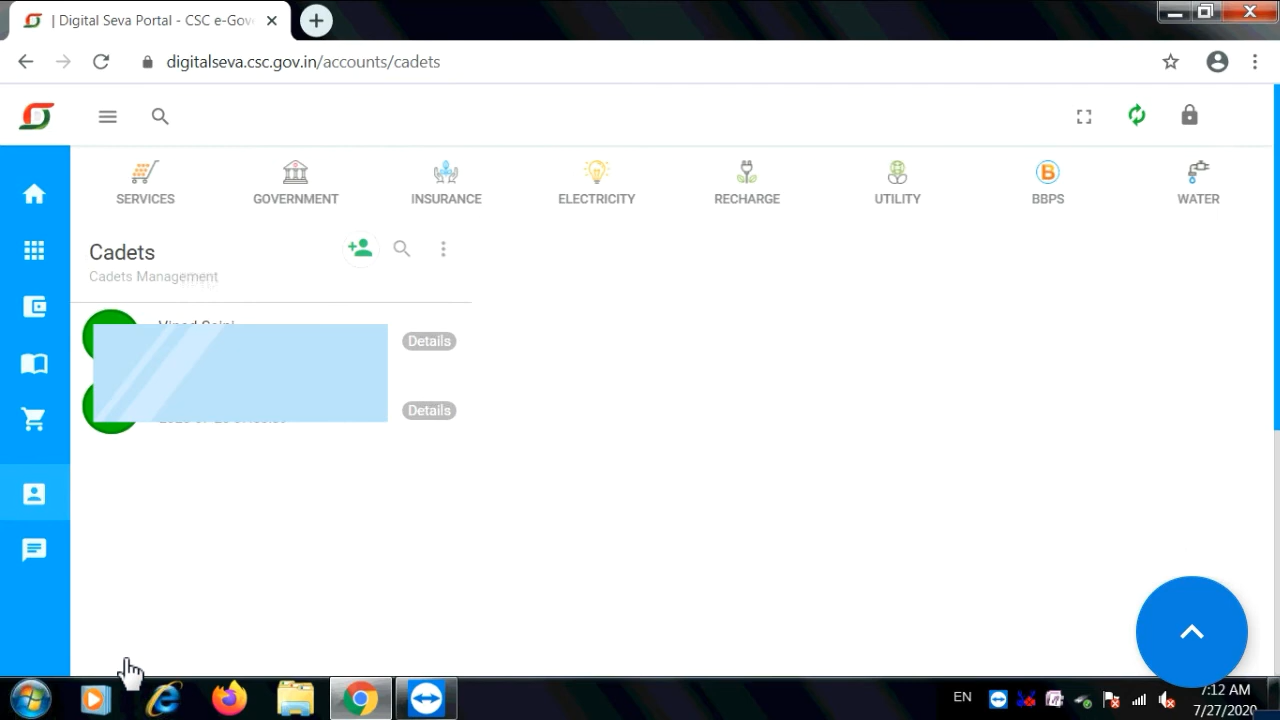 | Digital Seva Portal - CSC e-Gov
digitalseva.csc.gov.in/accounts/cadets
SERVICES
GOVERNMENT
INSURANCE
ELECTRICITY
RECHARGE
UTILITY
BBPS
WATER
Cadets
Cadets Management
Details
Details
EN
7:12 AM
7/27/2020